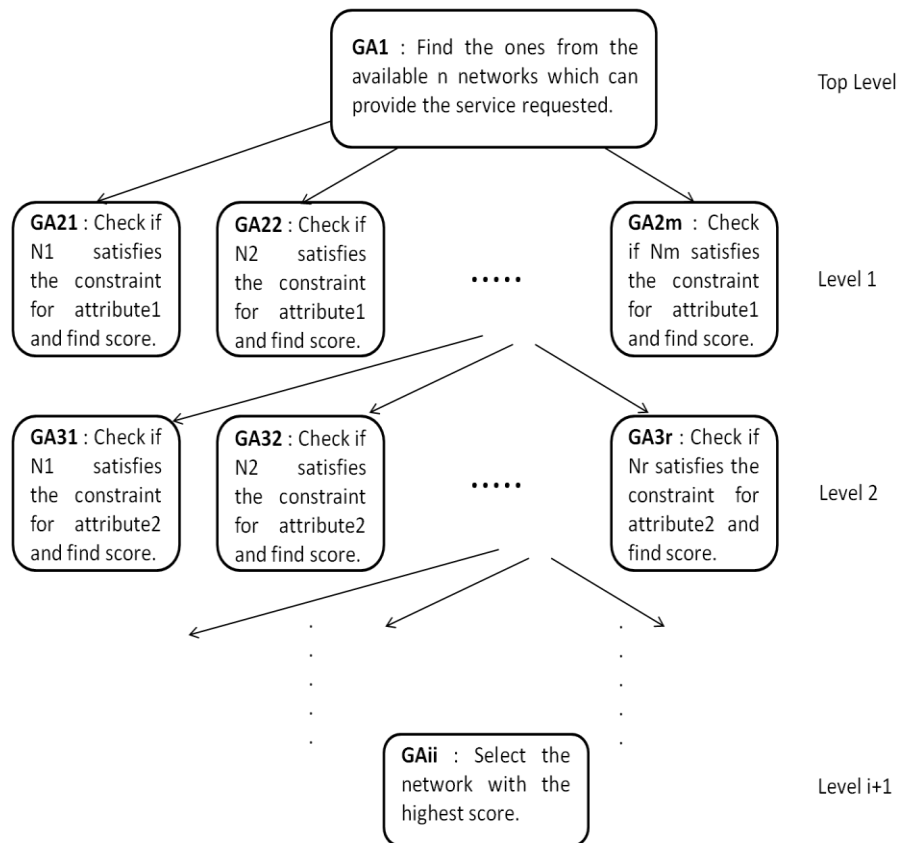 GA1 : Find the ones from the
available n networks which can
provide the service requested.
Top Level
GA21 : Check if
N1 satisfies
the constraint
for attribute1
and find score.
GA22 : Check if
N2 satisfies
the constraint
for attribute1
and find score.
.....
GA2m : Check
if Nm satisfies
the constraint
for attribute1
and find score.
Level 1
GA31 : Check if
N1 satisfies
the constraint
for attribute2
and find score.
GA32 : Check if
N2 satisfies
the constraint
for attribute2
and find score.
.....
GA3r : Check if
Nr satisfies the
constraint for
attribute2 and
find score.
Level 2
GAii : Select the
network with the
highest score.
Level i+1